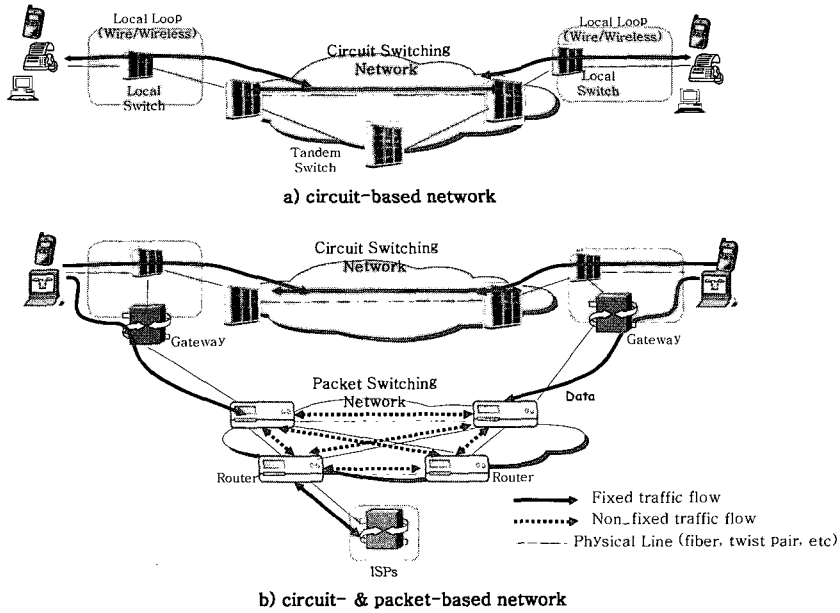 Local Loop
(Wire/Wireless)
Local
Switch
Circuit Switching
Network
Local Loop
(Wire/Wireless)
Local
Switch
Tandem
Switch
a) circuit-based network
Circuit Switching
Network
Gateway
Gateway
Packet Switching
Network
Data
Router
Router
ISPs
Fixed traffic flow
Non_fixed traffic flow
Physical Line (fiber, twist pair, etc)
b) circuit- & packet-based network